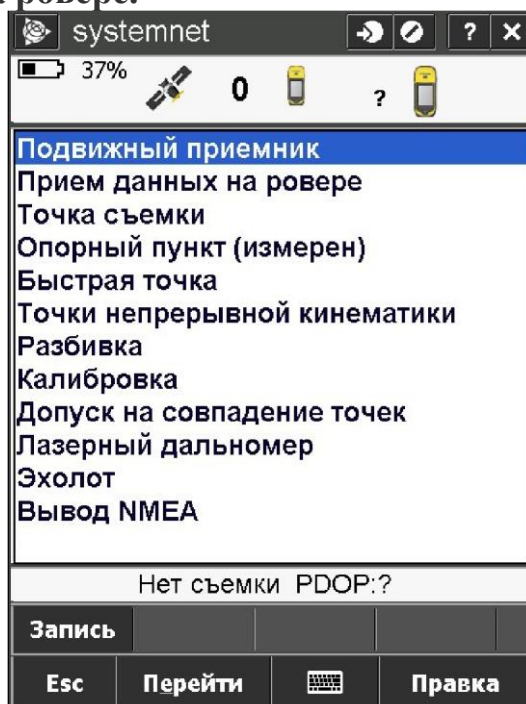 ровере.
systemnet
? ×
37%
0
?
Подвижный приемник
Прием данных на ровере
Точка съемки
Опорный пункт (измерен)
Быстрая точка
Точки непрерывной кинематики
Разбивка
Калибровка
Допуск на совпадение точек
Лазерный дальномер
Эхолот
Вывод NMEA
Нет съемки PDOP:?
Запись
Esc Перейти Правка